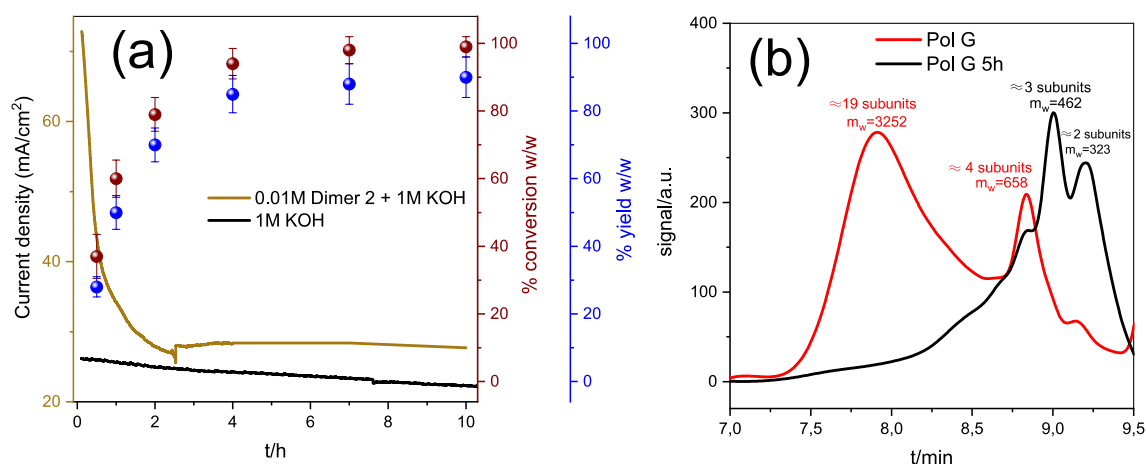 (a)
Current density (mA/cm²)
60
40
20
0.01M Dimer 2 + 1M KOH
1M KOH
0 2 4 6 8 10
t/h
100
80
60
40
20
0
% conversion w/w
100
80
60
40
20
0
% yield w/w
(b)
Pol G
Pol G 5h
≈19 subunits
mw=3252
≈ 4 subunits
mw=658
≈3 subunits
mw=462
≈ 2 subunits
mw=323
signal/a.u.
400
300
200
100
0
7,0 7,5 8,0 8,5 9,0 9,5
t/min